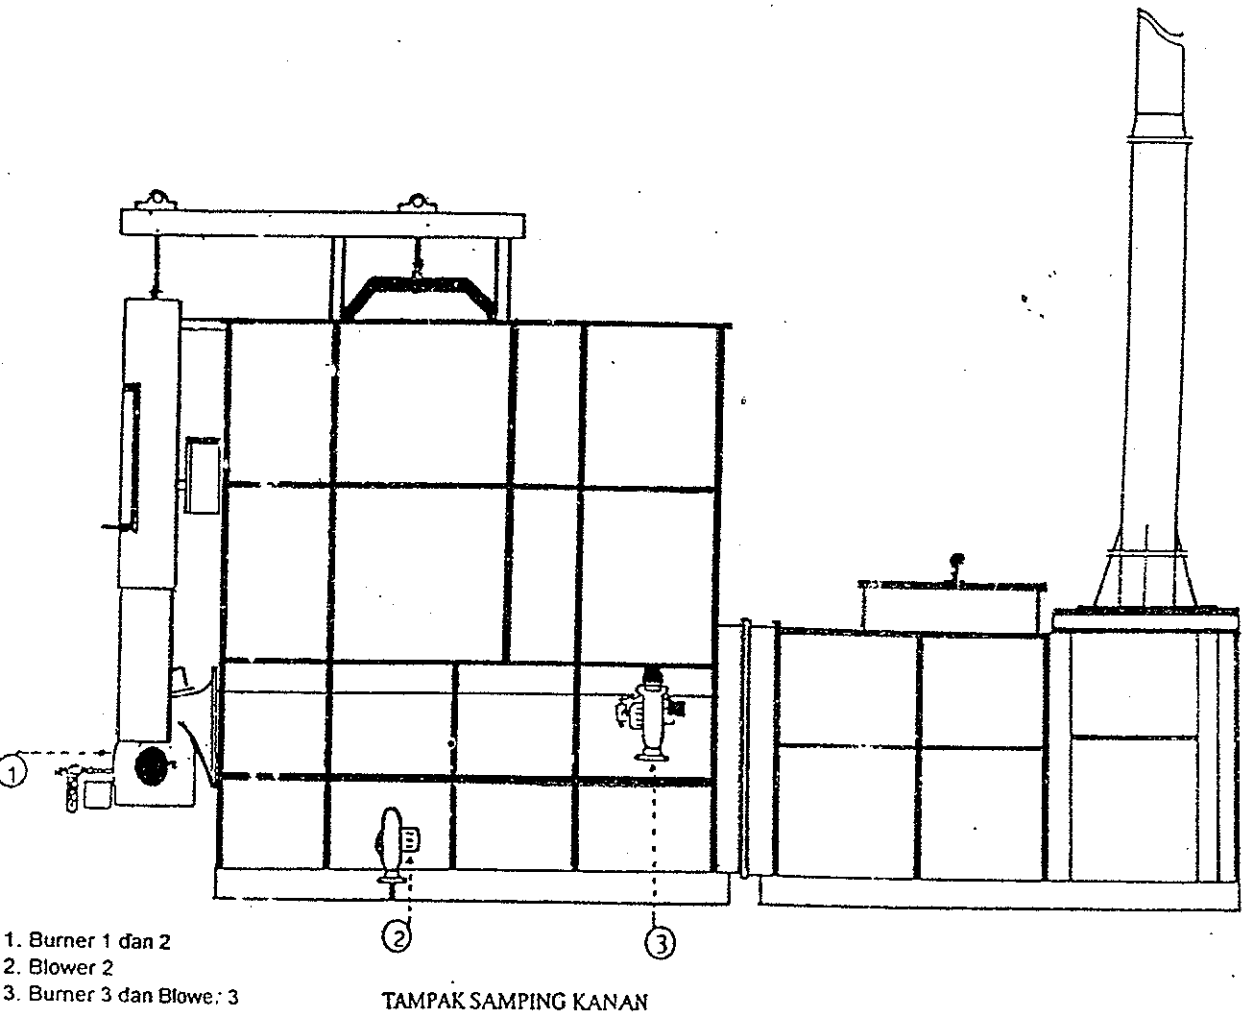 1
2
3
1. Burner 1 dan 2
2. Blower 2
3. Burner 3 dan Blower 3
TAMPAK SAMPING KANAN